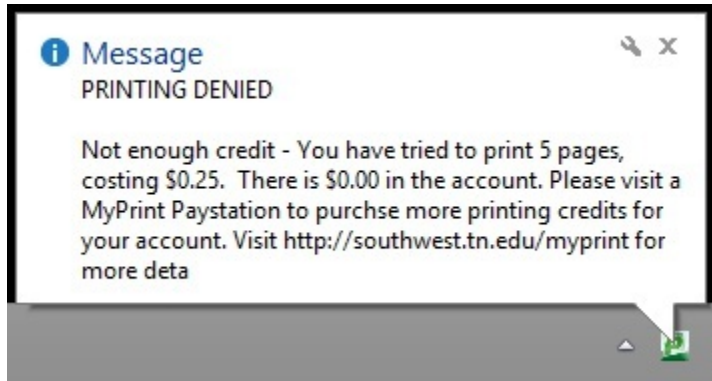 Message
PRINTING DENIED
Not enough credit - You have tried to print 5 pages,
costing $0.25.  There is $0.00 in the account. Please visit a
MyPrint Paystation to purchse more printing credits for
your account. Visit http://southwest.tn.edu/myprint for
more deta